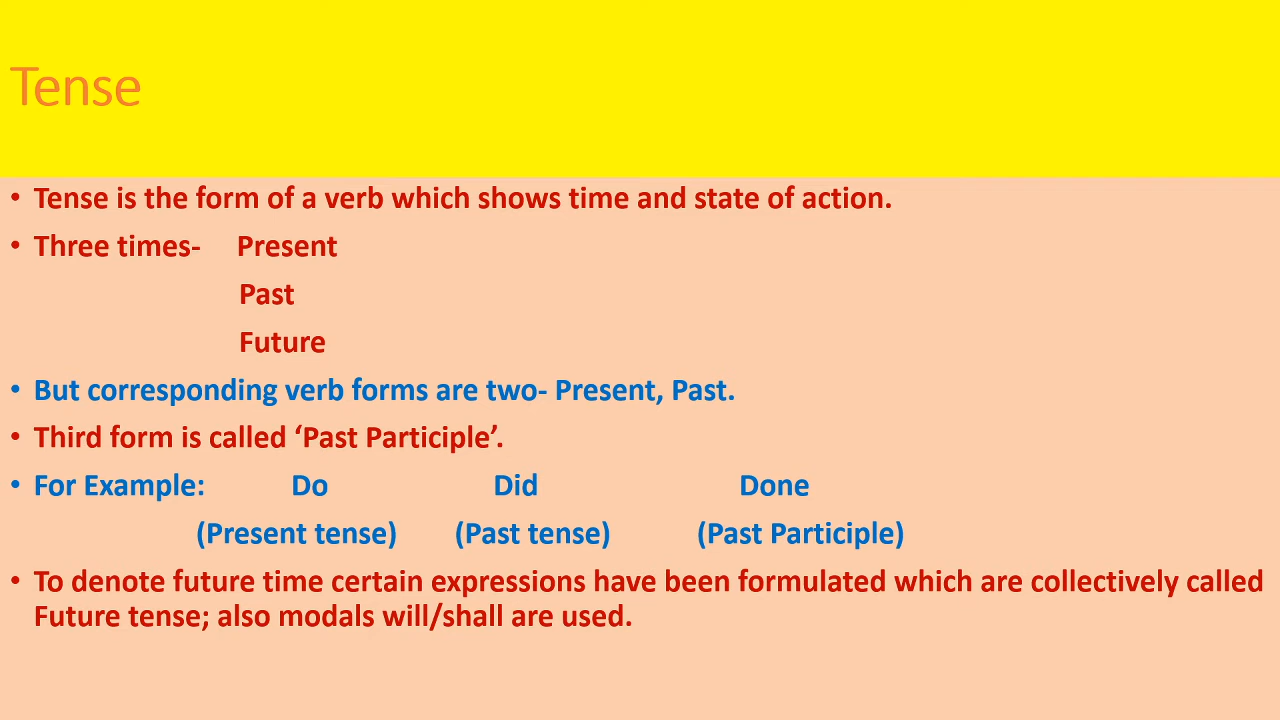 Tense
• Tense is the form of a verb which shows time and state of action.
• Three times- Present
Past
Future
• But corresponding verb forms are two- Present, Past.
• Third form is called ‘Past Participle’.
• For Example: Do Did Done
(Present tense) (Past tense) (Past Participle)
• To denote future time certain expressions have been formulated which are collectively called
Future tense; also modals will/shall are used.